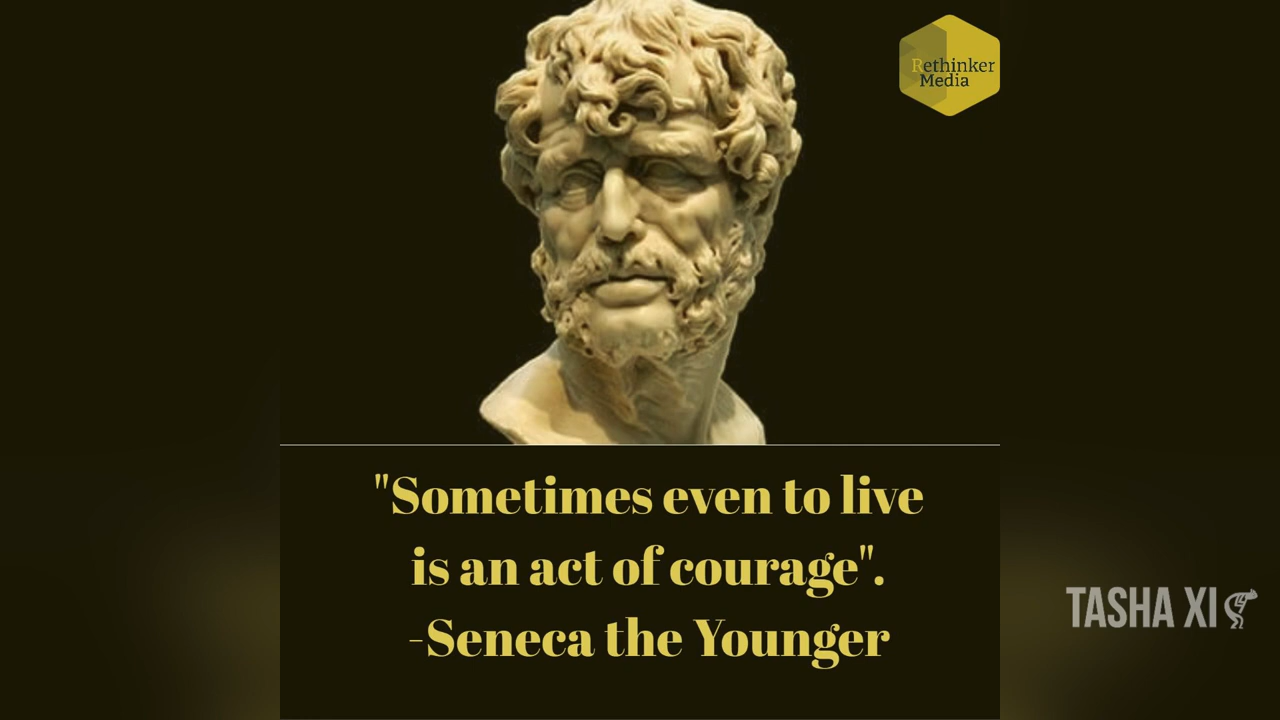 Rethinker
Media
"Sometimes even to live
is an act of courage".
-Seneca the Younger
TASHA XI